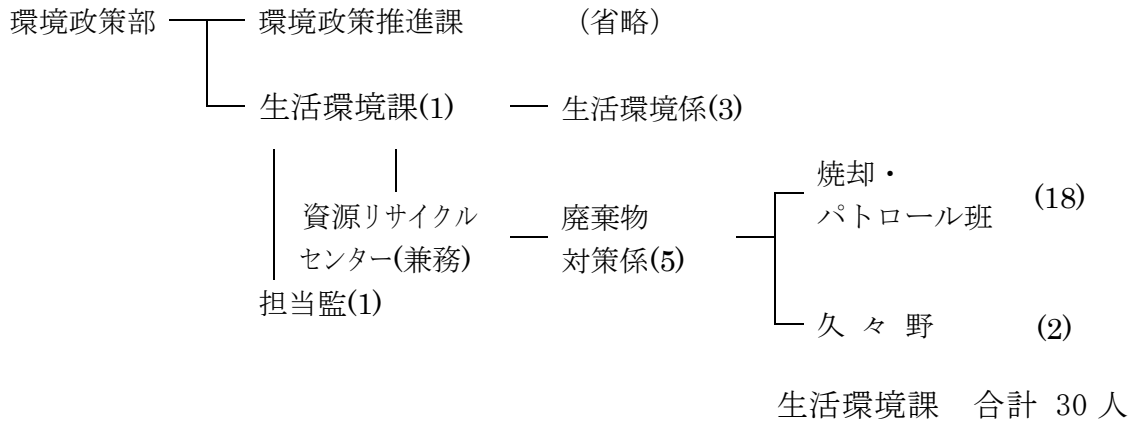 環境政策部 環境政策推進課 (省略)
生活環境課(1) 生活環境係(3)
焼却・
パトロール班 (18)
資源リサイクル
センター(兼務)
廃棄物
対策係(5)
担当監(1)
久々野 (2)
生活環境課 合計 30 人